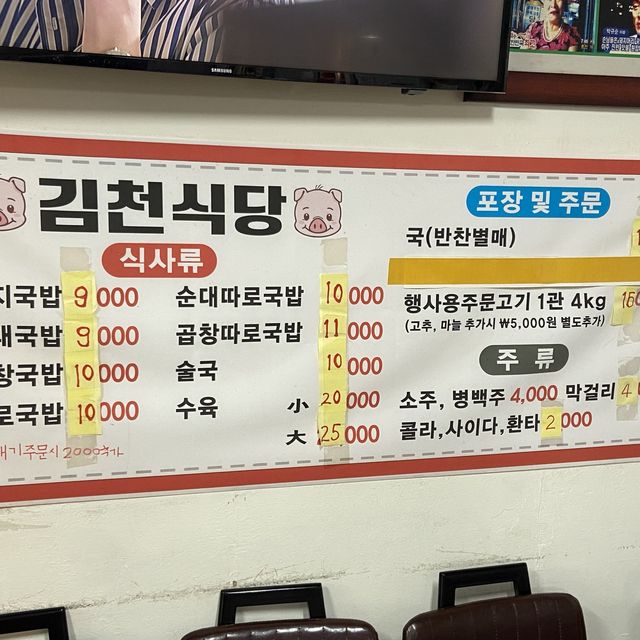 SAMSUNG
김천식당
식사류
지국밥 9000
대국밥 9000
창국밥 10000
로국밥 10000
내기주문시 2000추가
순대따로국밥 10000
곱창따로국밥 11000
술국 10000
수육 小 20000
大 25000
포장 및 주문
국(반찬별매) 1
행사용주문고기 1관 4kg 160
(고추, 마늘 추가시 ₩5,000원 별도추가)
주류
소주, 병백주 4,000 막걸리 4
콜라,사이다,환타 2000